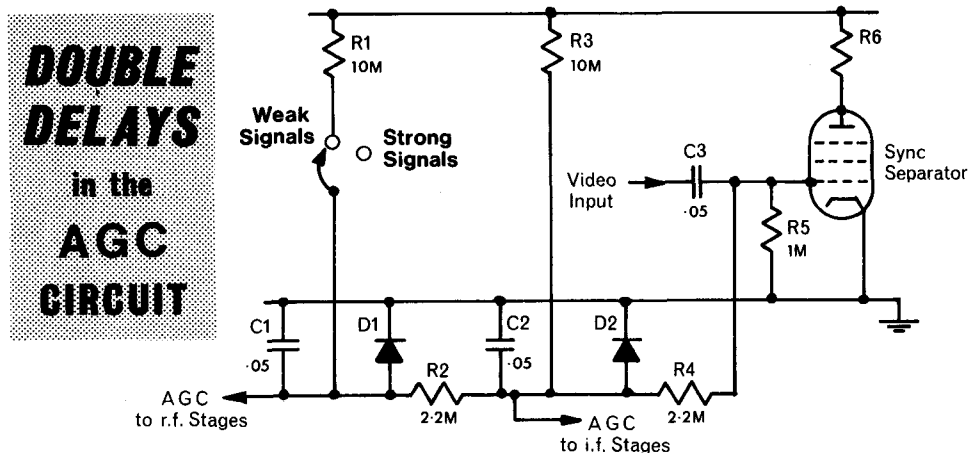 DOUBLE
DELAYS
in the
AGC
CIRCUIT
R1
10M
R3
10M
R6
Weak
Signals
Strong
Signals
Video
Input
C3
·05
Sync
Separator
R5
1M
C1
·05
D1
R2
2·2M
C2
·05
D2
R4
2·2M
AGC
to r.f. Stages
AGC
to i.f. Stages